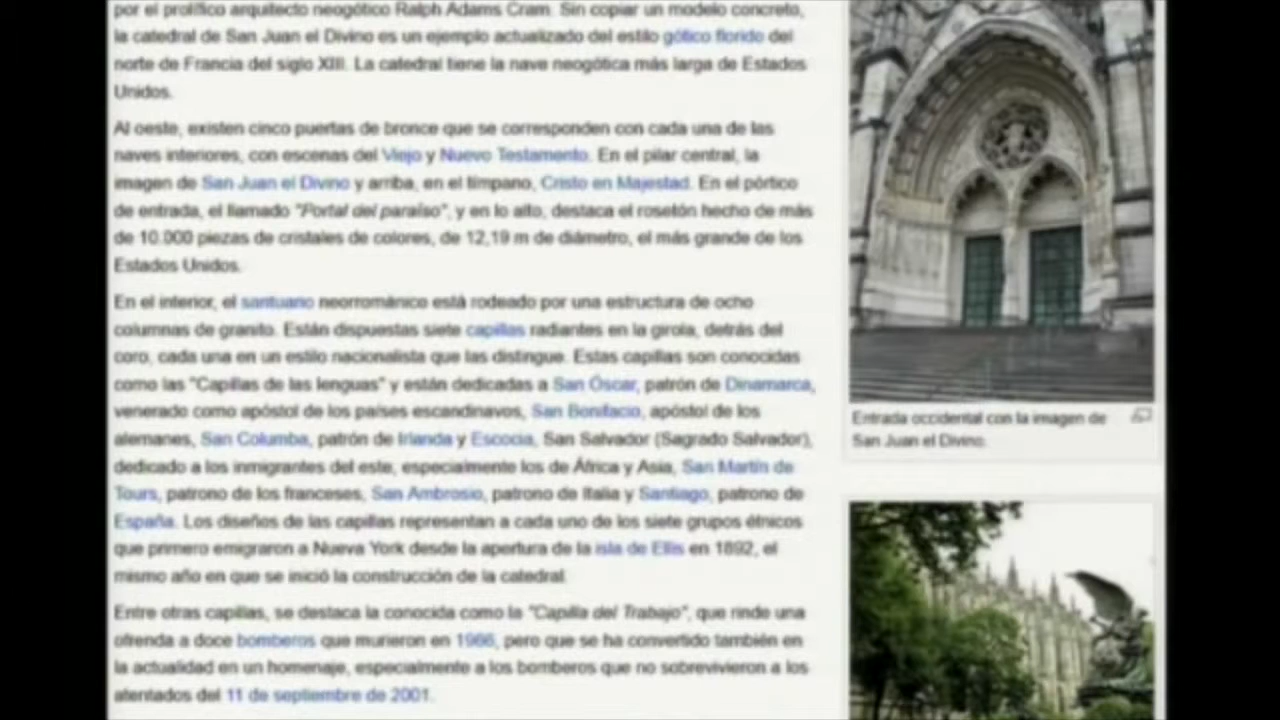 por el prolífico arquitecto neogótico Ralph Adams Cram. Sin copiar un modelo concreto,
la catedral de San Juan el Divino es un ejemplo actualizado del estilo gótico florido del
norte de Francia del siglo XIII. La catedral tiene la nave neogótica más larga de Estados
Unidos.
Al oeste, existen cinco puertas de bronce que se corresponden con cada una de las
naves interiores, con escenas del Viejo y Nuevo Testamento. En el pilar central, la
imagen de San Juan el Divino y arriba, en el tímpano, Cristo en Majestad. En el pórtico
de entrada, el llamado "Portal del paraíso", y en lo alto, destaca el rosetón hecho de más
de 10.000 piezas de cristales de colores, de 12,19 m de diámetro, el más grande de los
Estados Unidos.
En el interior, el santuario neorrománico está rodeado por una estructura de ocho
columnas de granito. Están dispuestas siete capillas radiantes en la girola, detrás del
coro, cada una en un estilo nacionalista que las distingue. Estas capillas son conocidas
como las "Capillas de las lenguas" y están dedicadas a San Óscar, patrón de Dinamarca,
venerado como apóstol de los países escandinavos, San Bonifacio, apóstol de los
alemanes, San Columba, patrón de Irlanda y Escocia, San Salvador (Sagrado Salvador),
dedicado a los inmigrantes del este, especialmente los de África y Asia, San Martín de
Tours, patrono de los franceses, San Ambrosio, patrono de Italia y Santiago, patrono de
España. Los diseños de las capillas representan a cada uno de los siete grupos étnicos
que primero emigraron a Nueva York desde la apertura de la isla de Ellis en 1892, el
mismo año en que se inició la construcción de la catedral.
Entre otras capillas, se destaca la conocida como la "Capilla del Trabajo", que rinde una
ofrenda a doce bomberos que murieron en 1966, pero que se ha convertido también en
la actualidad en un homenaje, especialmente a los bomberos que no sobrevivieron a los
atentados del 11 de septiembre de 2001.
Entrada occidental con la imagen de
San Juan el Divino.